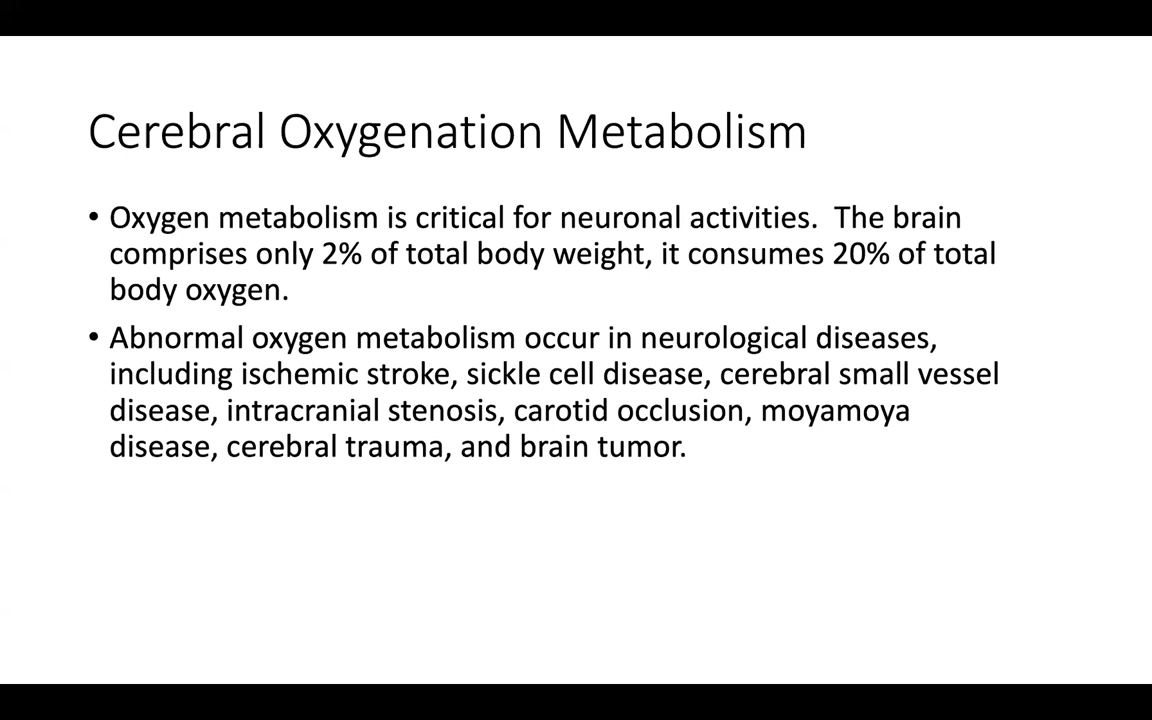 Cerebral Oxygenation Metabolism
• Oxygen metabolism is critical for neuronal activities.  The brain
comprises only 2% of total body weight, it consumes 20% of total
body oxygen.
• Abnormal oxygen metabolism occur in neurological diseases,
including ischemic stroke, sickle cell disease, cerebral small vessel
disease, intracranial stenosis, carotid occlusion, moyamoya
disease, cerebral trauma, and brain tumor.